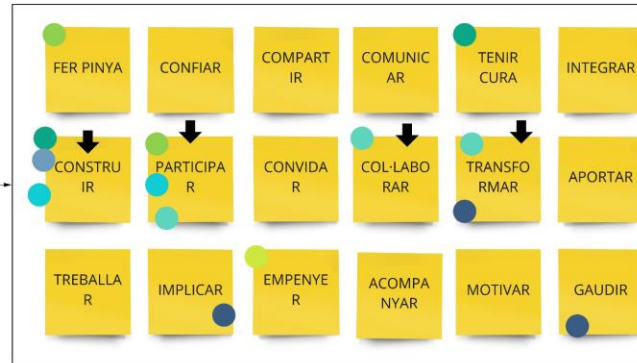 FER PINYA
CONFIAR
COMPART
IR
COMUNIC
AR
TENIR
CURA
INTEGRAR
CONSTRU
IR
PARTICIPA
R
CONVIDA
R
COL·LABO
RAR
TRANSFO
RMAR
APORTAR
TREBALLA
R
IMPLICAR
EMPENYE
R
ACOMPA
NYAR
MOTIVAR
GAUDIR